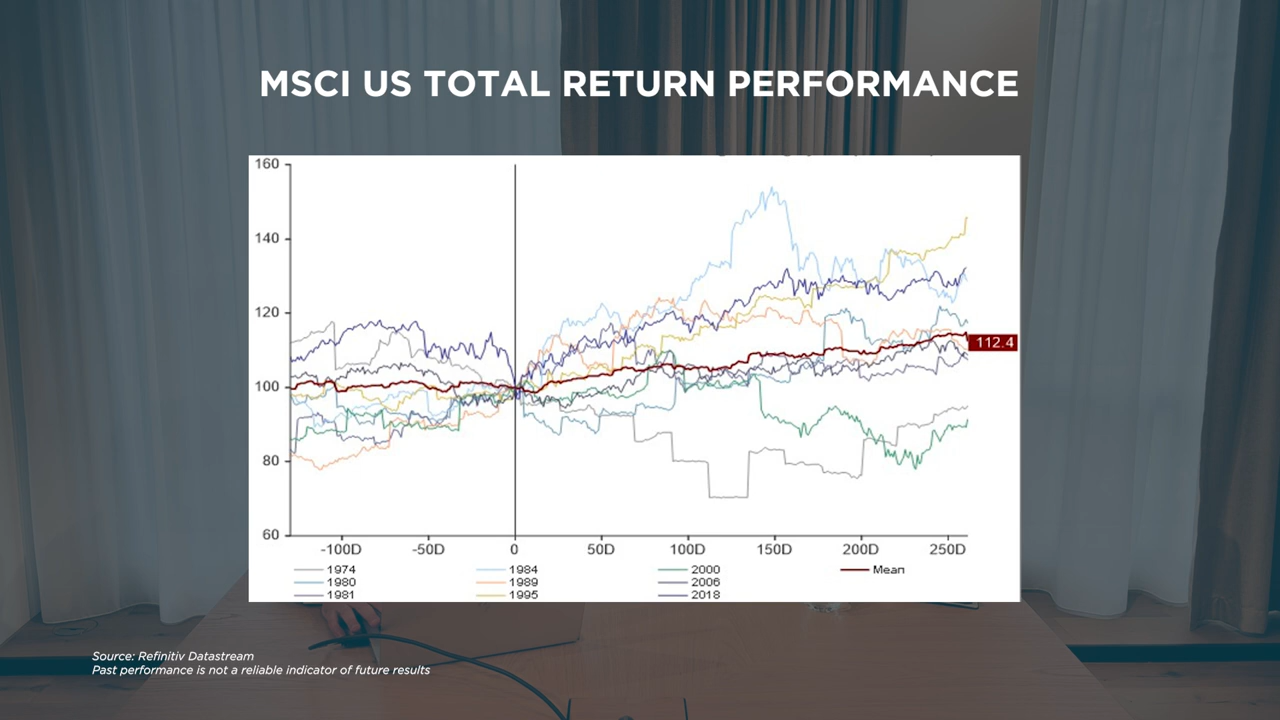 MSCI US TOTAL RETURN PERFORMANCE
160
140
120
100
80
60
112.4
-100D -50D 0 50D 100D 150D 200D 250D
1974 1984 2000 Mean
1980 1989 2006
1981 1995 2018
Source: Refinitiv Datastream
Past performance is not a reliable indicator of future results